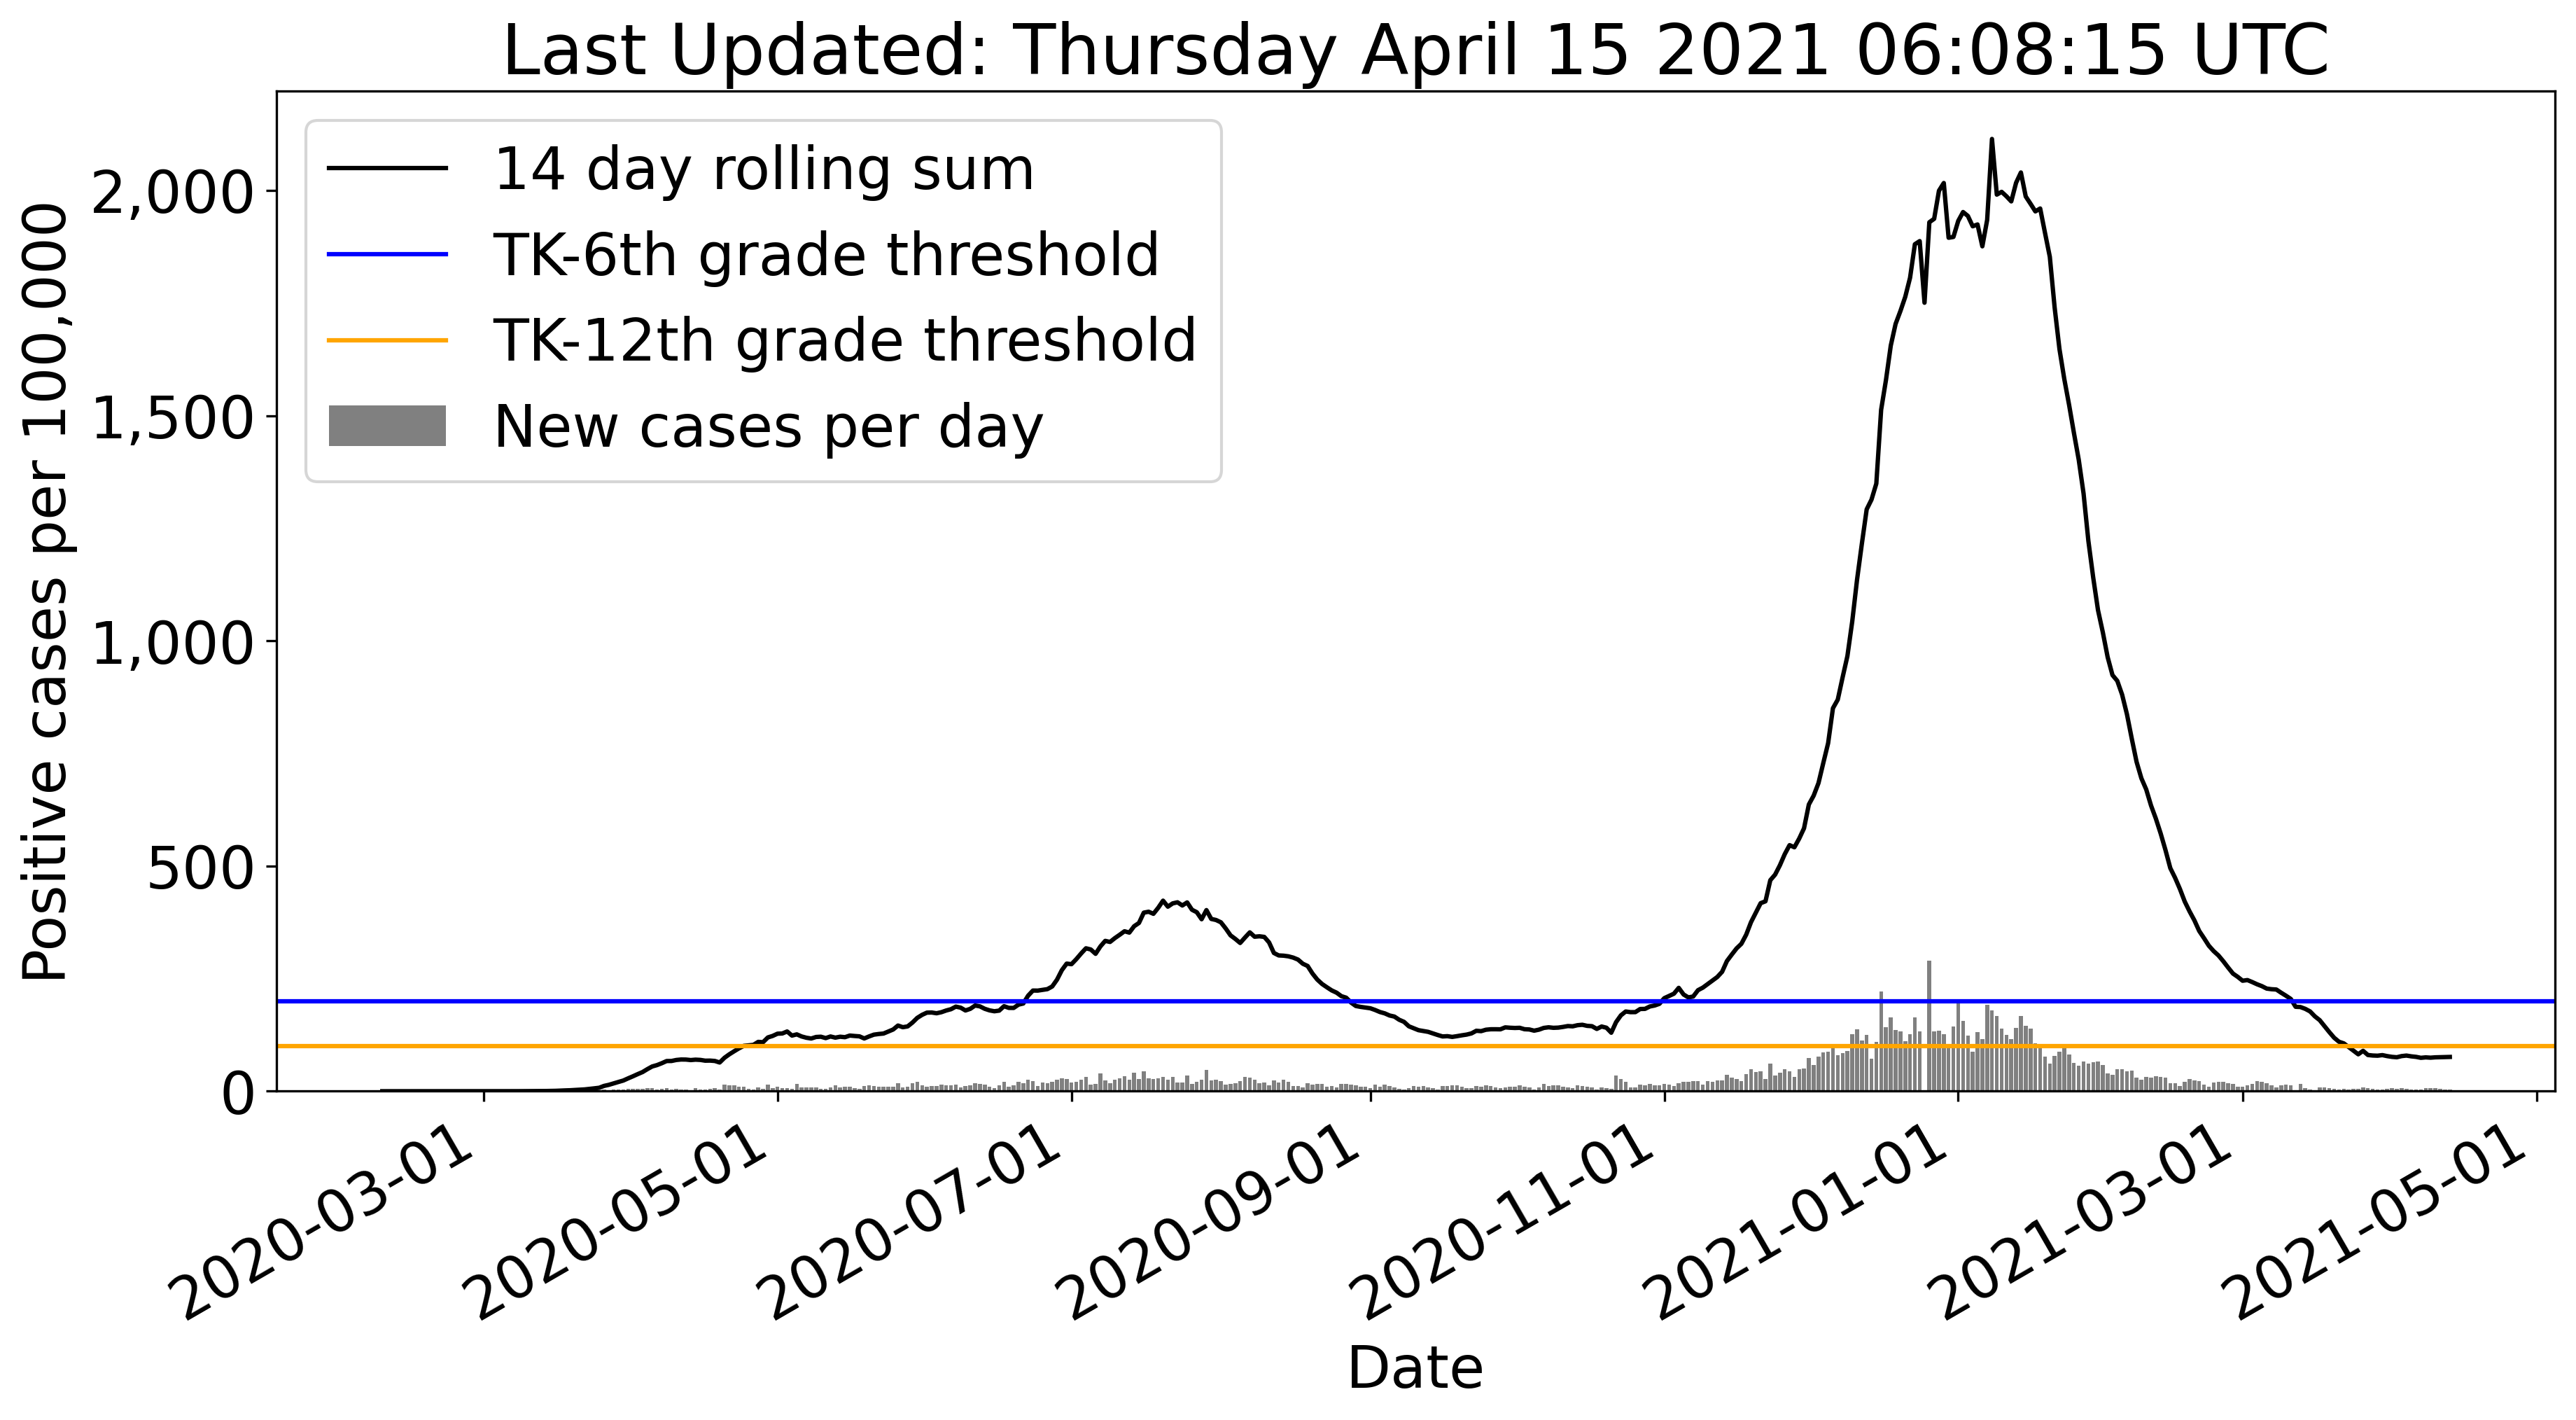 Last Updated: Thursday April 15 2021 06:08:15 UTC
14 day rolling sum
TK-6th grade threshold
TK-12th grade threshold
New cases per day
Positive cases per 100,000
2,000
1,500
1,000
500
0
2020-03-01
2020-05-01
2020-07-01
2020-09-01
2020-11-01
2021-01-01
2021-03-01
2021-05-01
Date